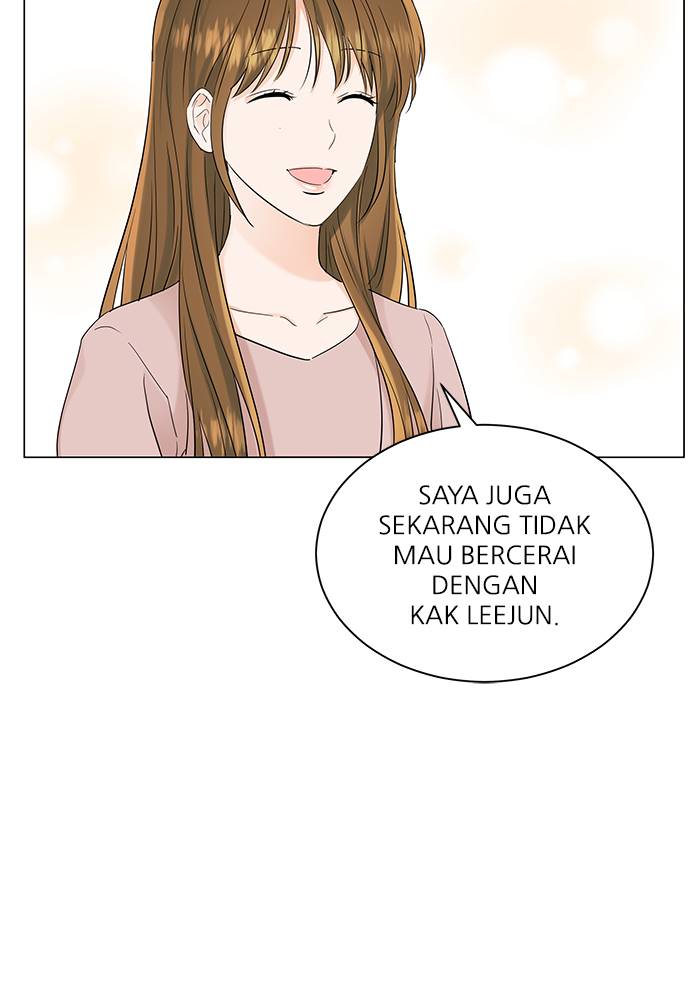 SAYA JUGA
SEKARANG TIDAK
MAU BERCERAI
DENGAN
KAK LEEJUN.